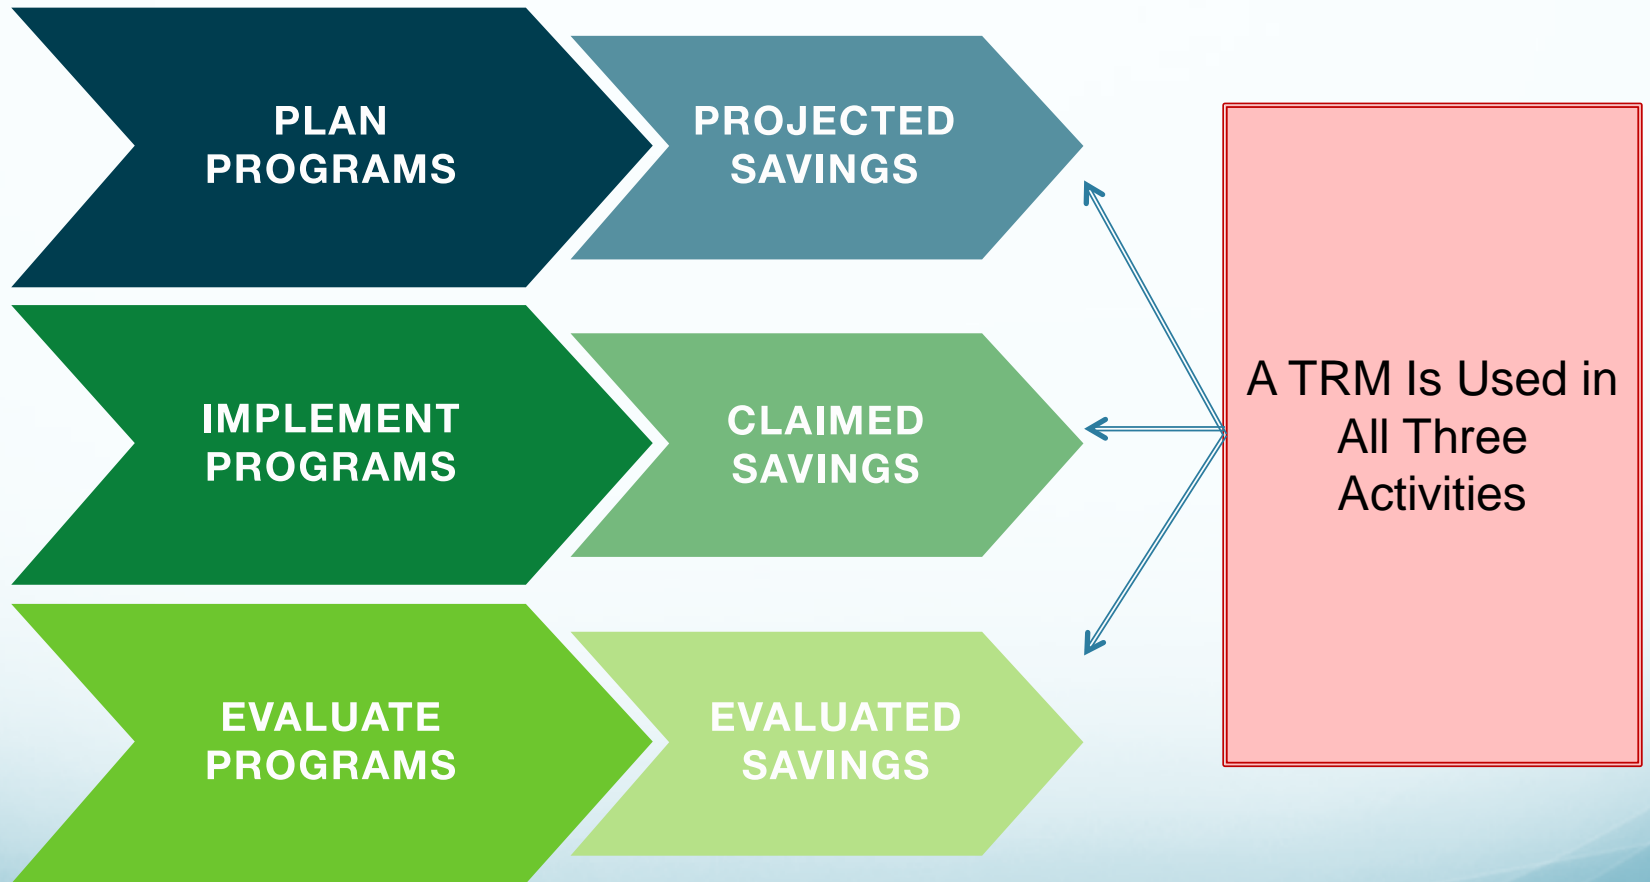 PLAN
PROGRAMS
PROJECTED
SAVINGS
IMPLEMENT
PROGRAMS
CLAIMED
SAVINGS
EVALUATE
PROGRAMS
EVALUATED
SAVINGS
A TRM Is Used in
All Three
Activities